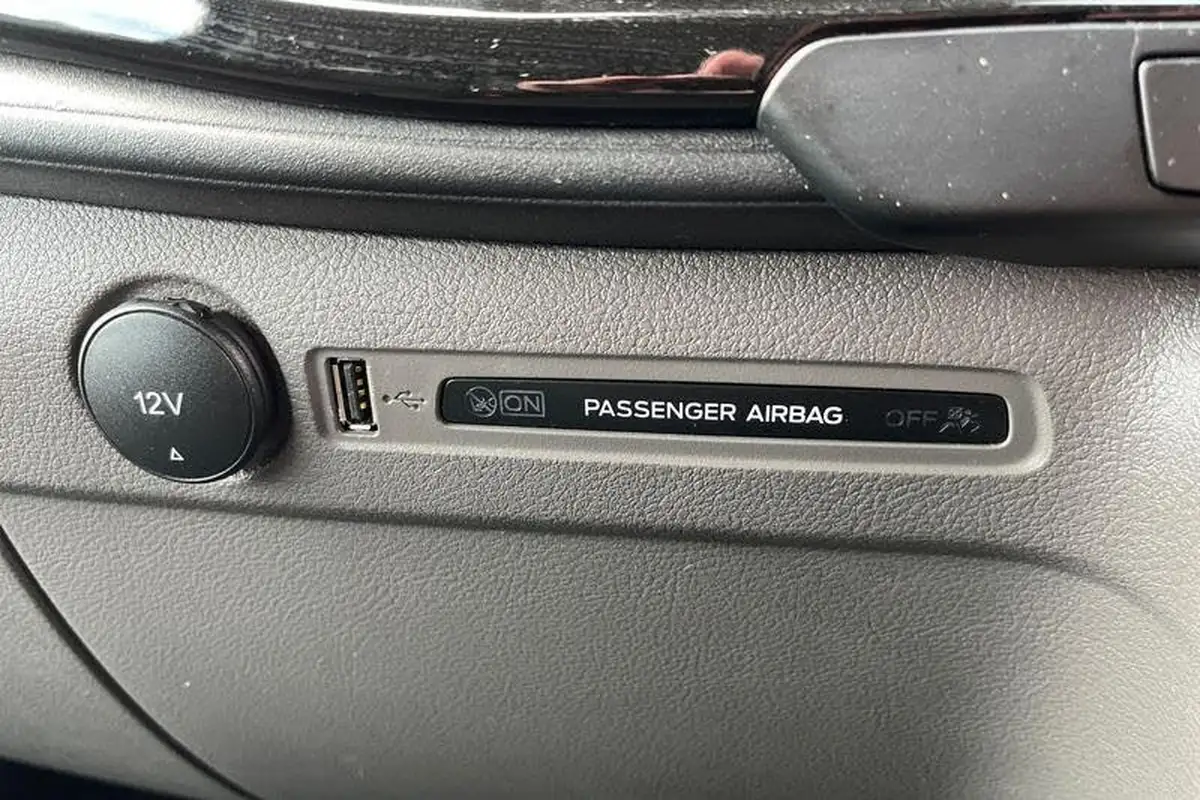 12V
ON PASSENGER AIRBAG OFF